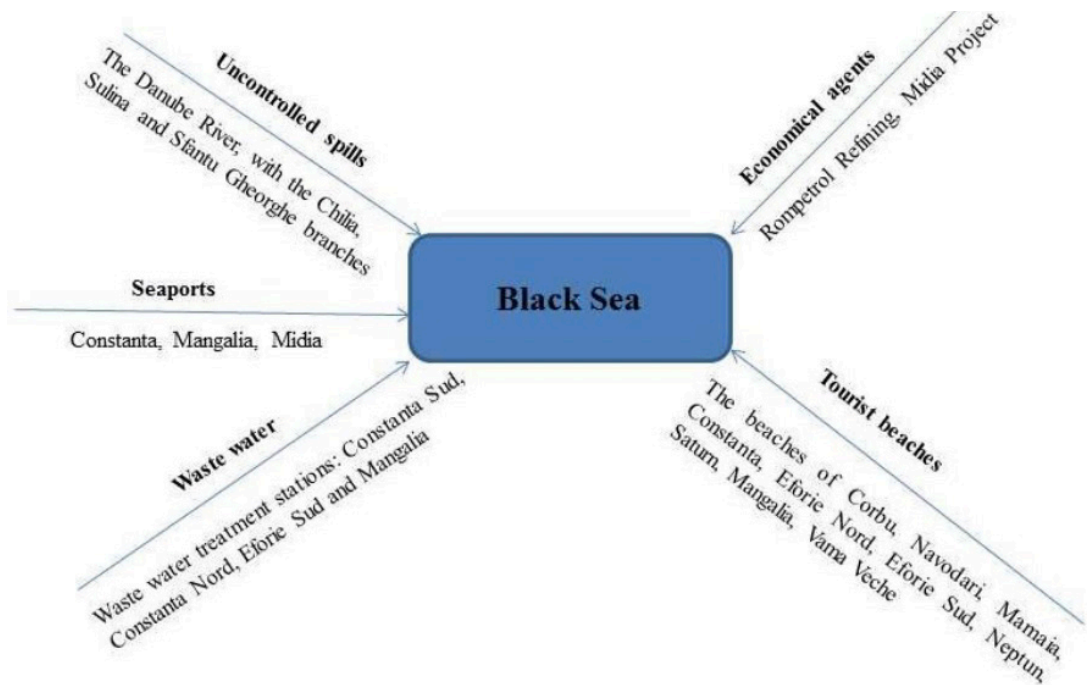 Uncontrolled spills
The Danube River, with the Chilia,
Sulina and Sfantu Gheorghe branches
Economical agents
Rompetrol Refining, Midia Project
Seaports
Constanta, Mangalia, Midia
Black Sea
Waste water
Waste water treatment stations: Constanta Sud,
Constanta Nord, Eforie Sud and Mangalia
Tourist beaches
The beaches of Corbu, Navodari, Mamaia,
Constanta, Eforie Nord, Eforie Sud, Neptun,
Saturn, Mangalia, Vama Veche